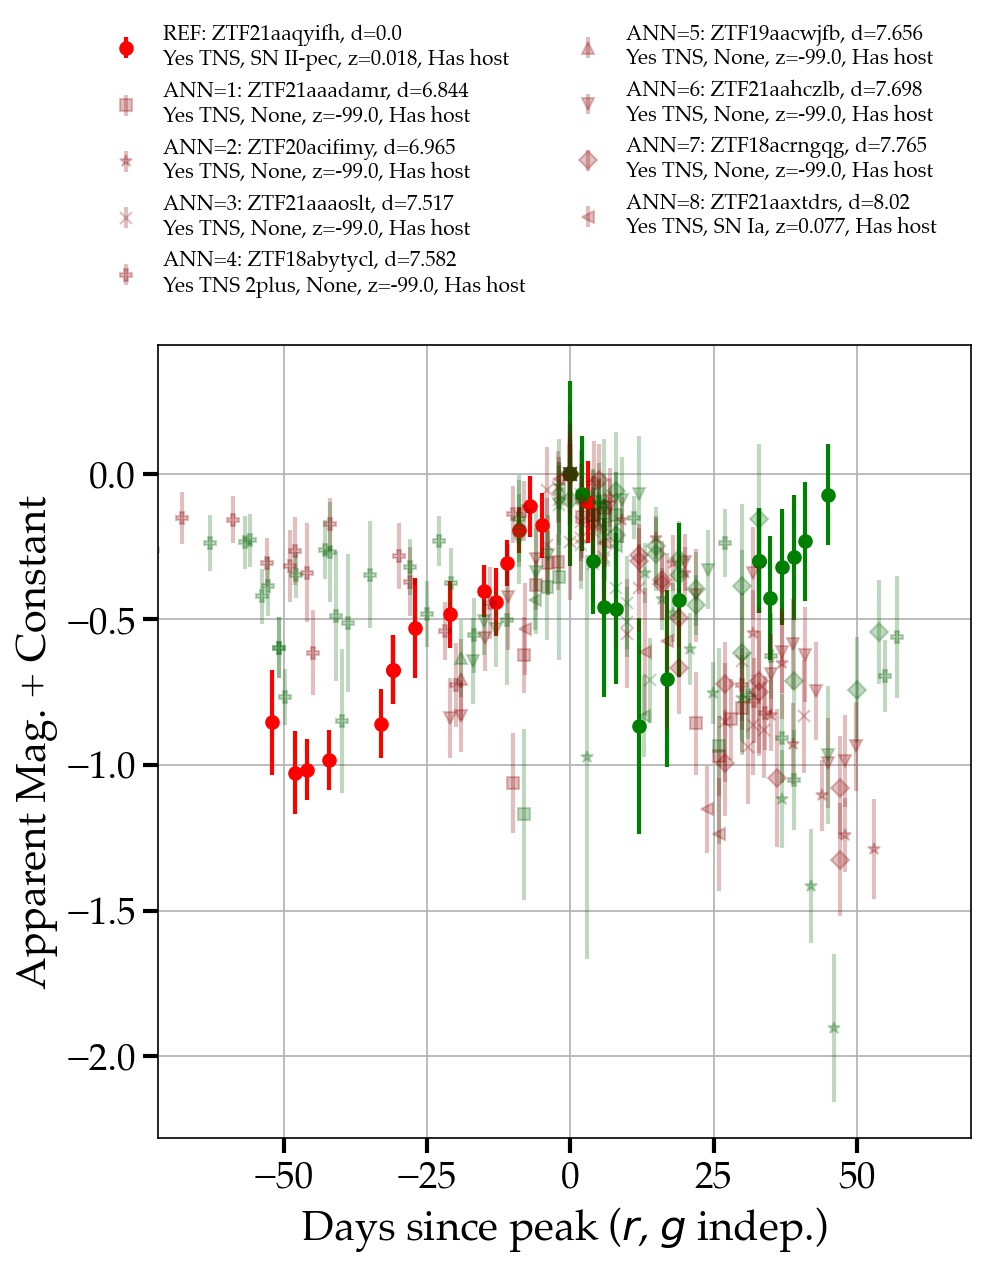 REF: ZTF21aaqyifh, d=0.0
Yes TNS, SN II-pec, z=0.018, Has host
ANN=1: ZTF21aaadamr, d=6.844
Yes TNS, None, z=-99.0, Has host
ANN=2: ZTF20acifimy, d=6.965
Yes TNS, None, z=-99.0, Has host
ANN=3: ZTF21aaaoslt, d=7.517
Yes TNS, None, z=-99.0, Has host
ANN=4: ZTF18abytycl, d=7.582
Yes TNS 2plus, None, z=-99.0, Has host
ANN=5: ZTF19aacwjfb, d=7.656
Yes TNS, None, z=-99.0, Has host
ANN=6: ZTF21aahczlb, d=7.698
Yes TNS, None, z=-99.0, Has host
ANN=7: ZTF18acrngqg, d=7.765
Yes TNS, None, z=-99.0, Has host
ANN=8: ZTF21aaxtdrs, d=8.02
Yes TNS, SN Ia, z=0.077, Has host
Apparent Mag. + Constant
0.0
−0.5
−1.0
−1.5
−2.0
−50
−25
0
25
50
Days since peak (r, g indep.)